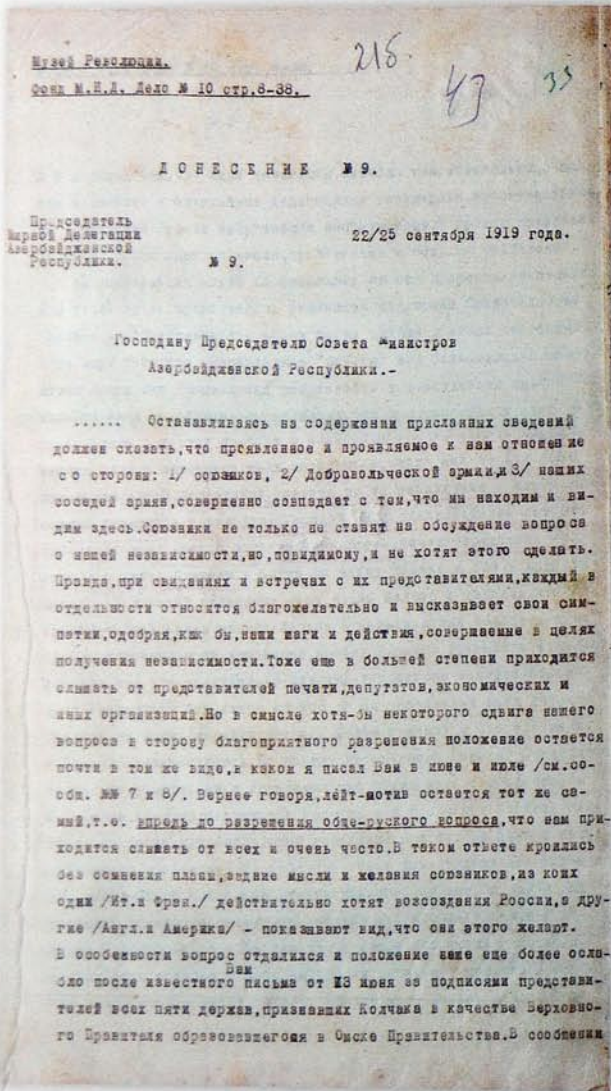 Музей Революции.
Фонд М.И.Д. Дело № 10 стр.8-38.
216.
43
33
ДОНЕСЕНИЕ № 9.
Председатель
Мирной Делегации
Азербайджанской
Республики.
№ 9.
22/25 сентября 1919 года.
Господину Председателю Совета Министров
Азербайджанской Республики.-
...... Останавливаясь на содержании присланных сведений
должен сказать,что проявленное и проявляемое к вам отношение
со стороны: 1/ союзников, 2/ Добравольческой армии,и 3/ наших
соседей армян,совершенно совпадает с тем,что мы находим и ви-
дим здесь.Союзники не только не ставят на обсуждение вопроса
о нашей независимости,но,повидимому,и не хотят этого сделать.
Правда,при свиданиях и встречах с их представителями,каждый в
отдельности относится благожелательно и высказывает свои сим-
патии,одобряя,как бы,наши шаги и действия,совершаемые в целях
получения независимости.Тоже еще в большей степени приходится
слышать от представителей печати,депутатов,экономических и
иных организаций.Но в смысле хотя-бы некоторого сдвига нашего
вопроса в сторону благоприятного разрешения положение остается
почти в том же виде,в каком я писал Вам в июне и июле /см.со-
общ. №№ 7 и 8/. Вернее говоря,лейт-мотив остается тот же са-
мый,т.е. впредь до разрешения обще-руского вопроса,что нам при-
ходится слышать от всех и очень часто.В таком ответе кроились
без сомнения планы,задние мысли и желания союзников,из коих
одни /Ит.и Фран./ действительно хотят возсоздания России,а дру-
гие /Англ.и Америка/ - показывают вид,что они этого желают.
В особенности вопрос отдалился и положение наше еще более осла-
Вам
бло после известного письма от 13 июня за подписями представи-
телей всех пяти держав,признавших Колчака в качестве Верховно-
го Правителя образовавшегося в Омске Правительства.В сообщении